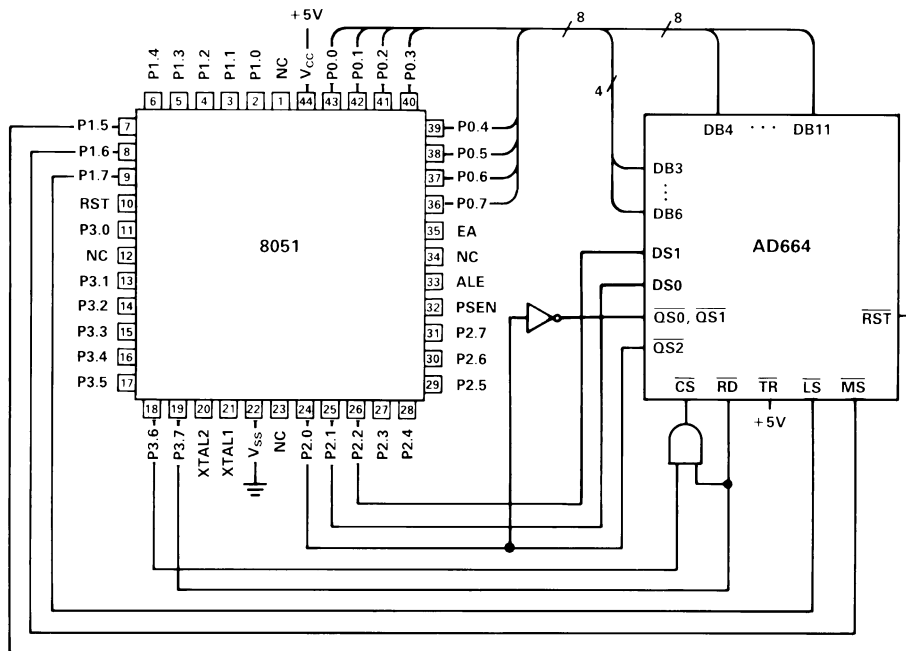 +5V
P1.4 P1.3 P1.2 P1.1 P1.0 NC VCC P0.0 P0.1 P0.2 P0.3
6 5 4 3 2 1 44 43 42 41 40
8 8
4
P1.5 7
P1.6 8
P1.7 9
RST 10
P3.0 11
NC 12
P3.1 13
P3.2 14
P3.3 15
P3.4 16
P3.5 17
8051
39 P0.4
38 P0.5
37 P0.6
36 P0.7
35 EA
34 NC
33 ALE
32 PSEN
31 P2.7
30 P2.6
29 P2.5
18 19 20 21 22 23 24 25 26 27 28
P3.6 P3.7 XTAL2 XTAL1 VSS NC P2.0 P2.1 P2.2 P2.3 P2.4
DB4 ··· DB11
DB3
⋮
DB6
AD664
DS1
DS0
QS0, QS1
QS2
RST
CS RD TR LS MS
+5V